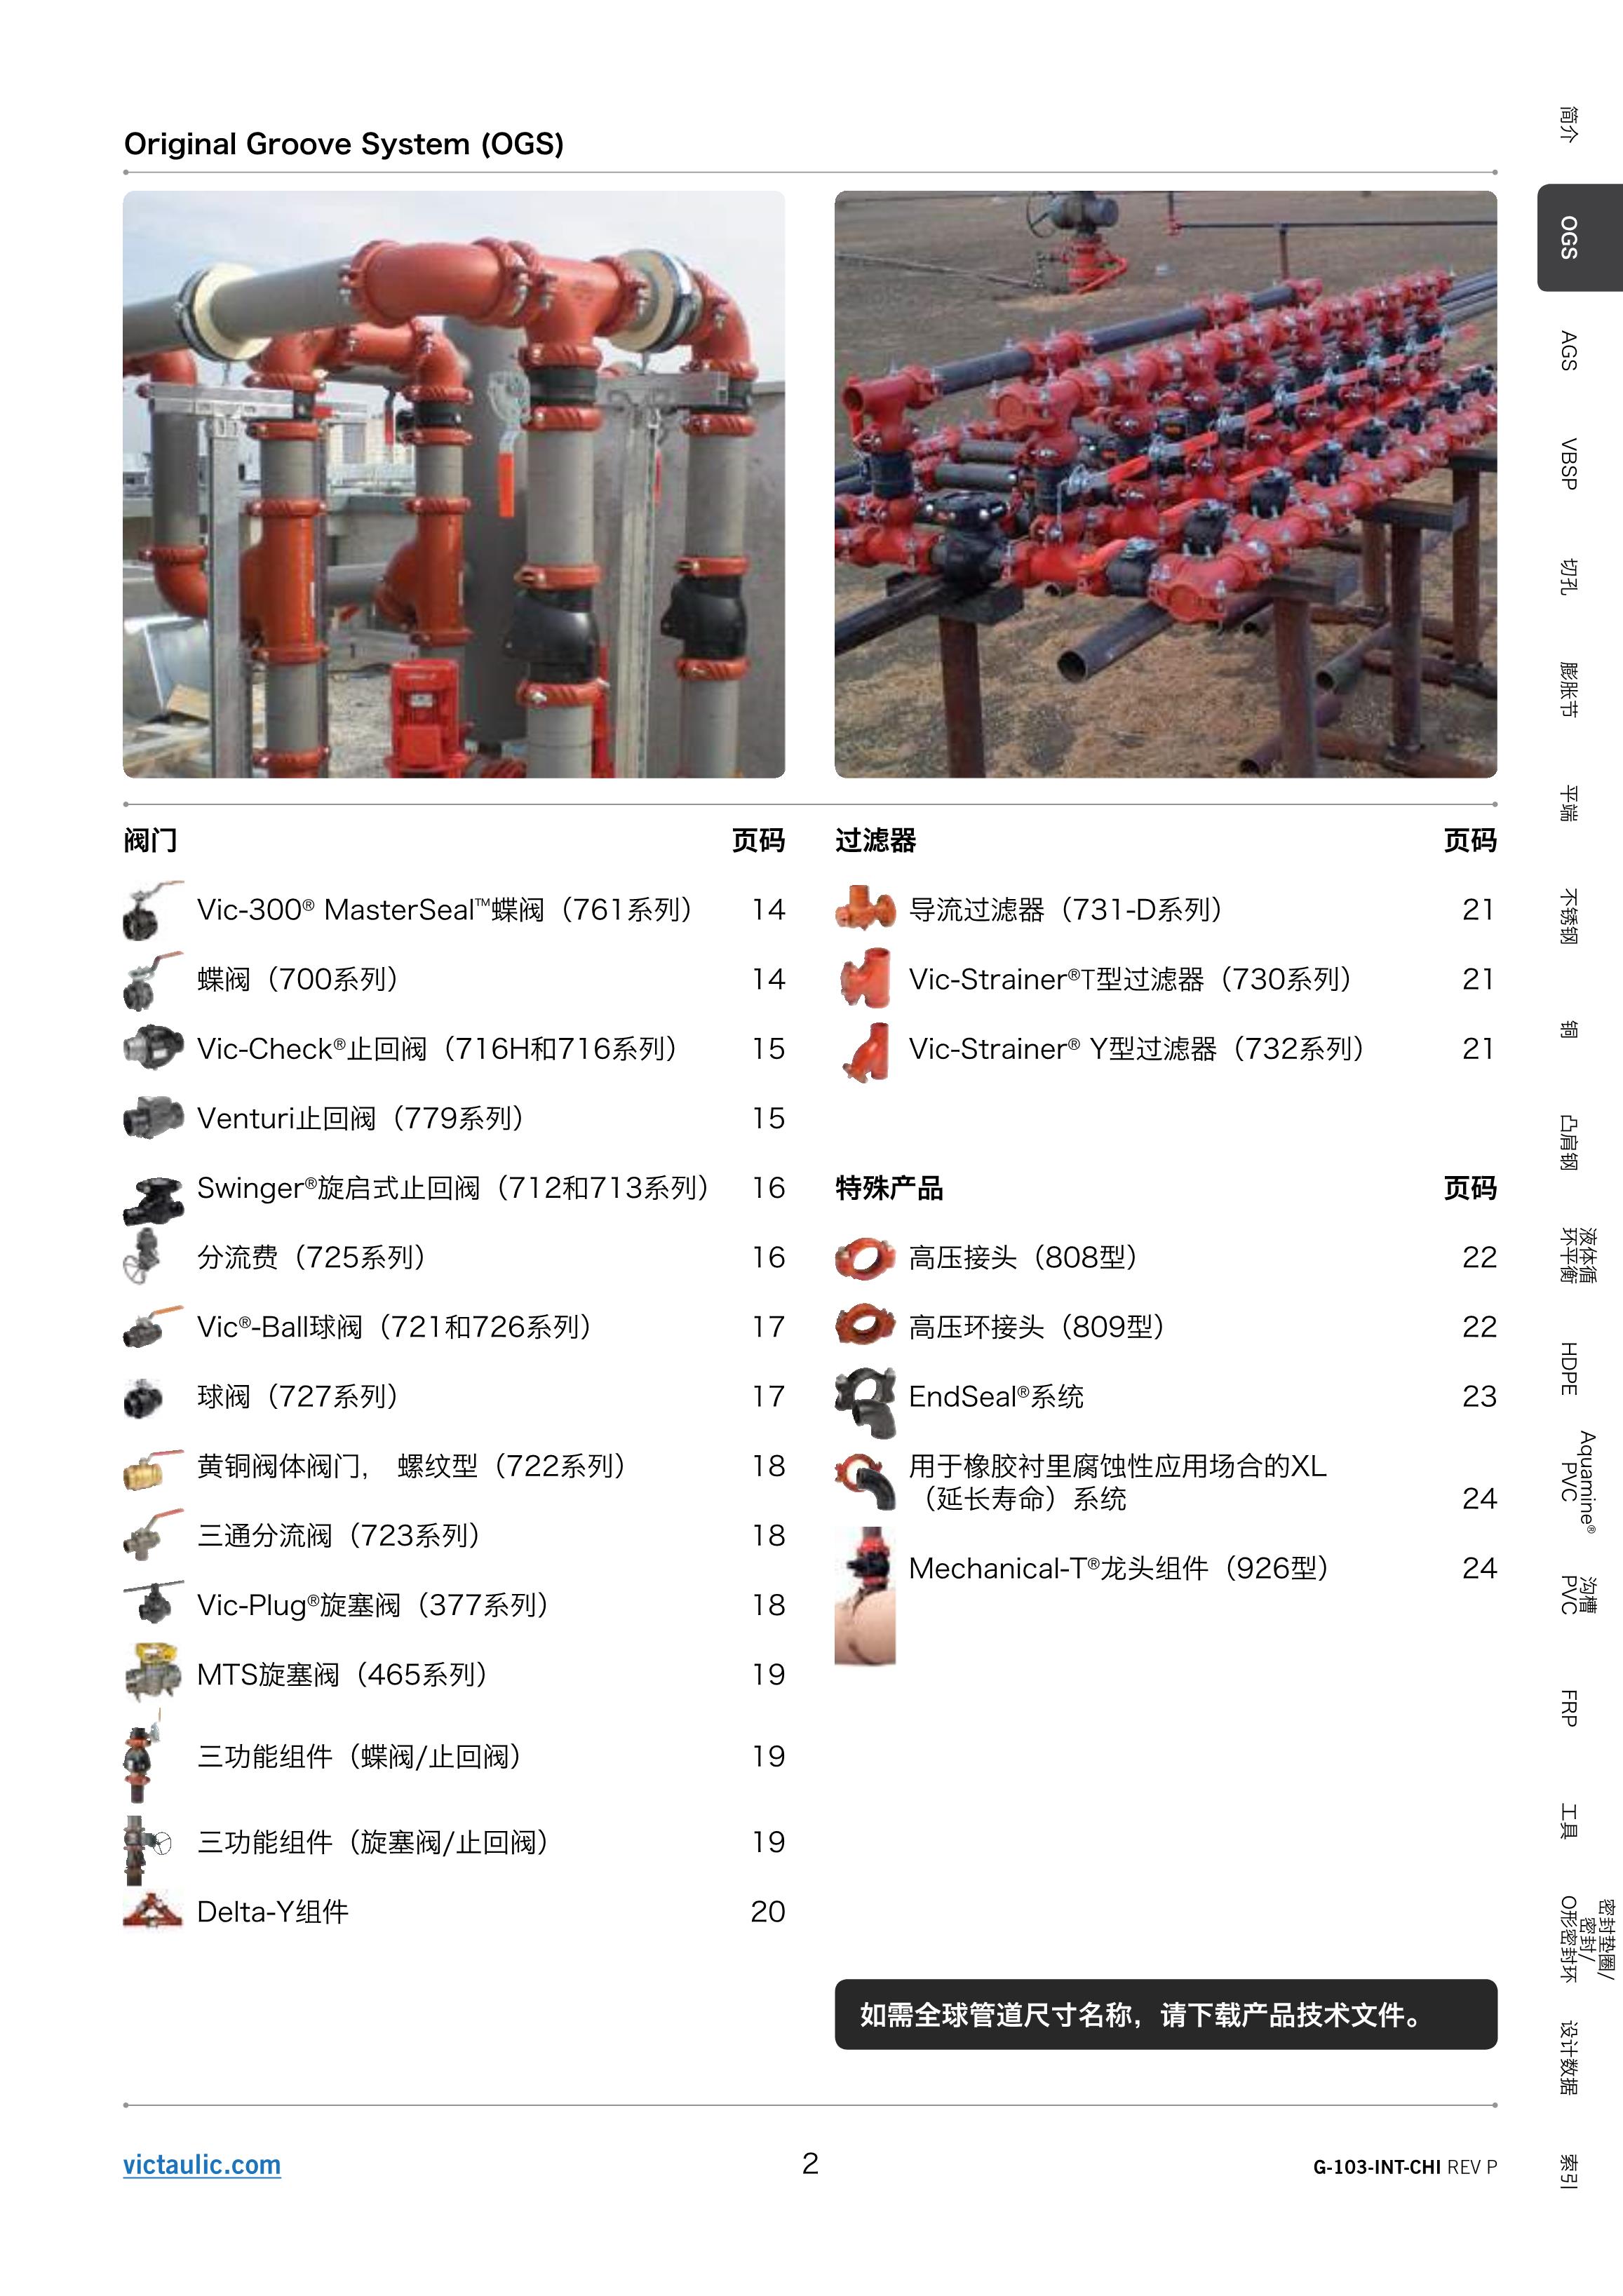 Original Groove System (OGS)
阀门 页码
Vic-300® MasterSeal™蝶阀（761系列） 14
蝶阀（700系列） 14
Vic-Check®止回阀（716H和716系列） 15
Venturi止回阀（779系列） 15
Swinger®旋启式止回阀（712和713系列） 16
分流费（725系列） 16
Vic®-Ball球阀（721和726系列） 17
球阀（727系列） 17
黄铜阀体阀门， 螺纹型（722系列） 18
三通分流阀（723系列） 18
Vic-Plug®旋塞阀（377系列） 18
MTS旋塞阀（465系列） 19
三功能组件（蝶阀/止回阀） 19
三功能组件（旋塞阀/止回阀） 19
Delta-Y组件 20
过滤器 页码
导流过滤器（731-D系列） 21
Vic-Strainer®T型过滤器（730系列） 21
Vic-Strainer® Y型过滤器（732系列） 21
特殊产品 页码
高压接头（808型） 22
高压环接头（809型） 22
EndSeal®系统 23
用于橡胶衬里腐蚀性应用场合的XL
（延长寿命）系统 24
Mechanical-T®龙头组件（926型） 24
如需全球管道尺寸名称，请下载产品技术文件。
victaulic.com 2 G-103-INT-CHI REV P
简介
OGS
AGS
VBSP
切孔
膨胀节
平端
不锈钢
铜
凸肩钢
液体循
环平衡
HDPE
Aquamine®
PVC
沟槽
PVC
FRP
工具
密封垫圈/
密封/
O形密封环
设计数据
索引